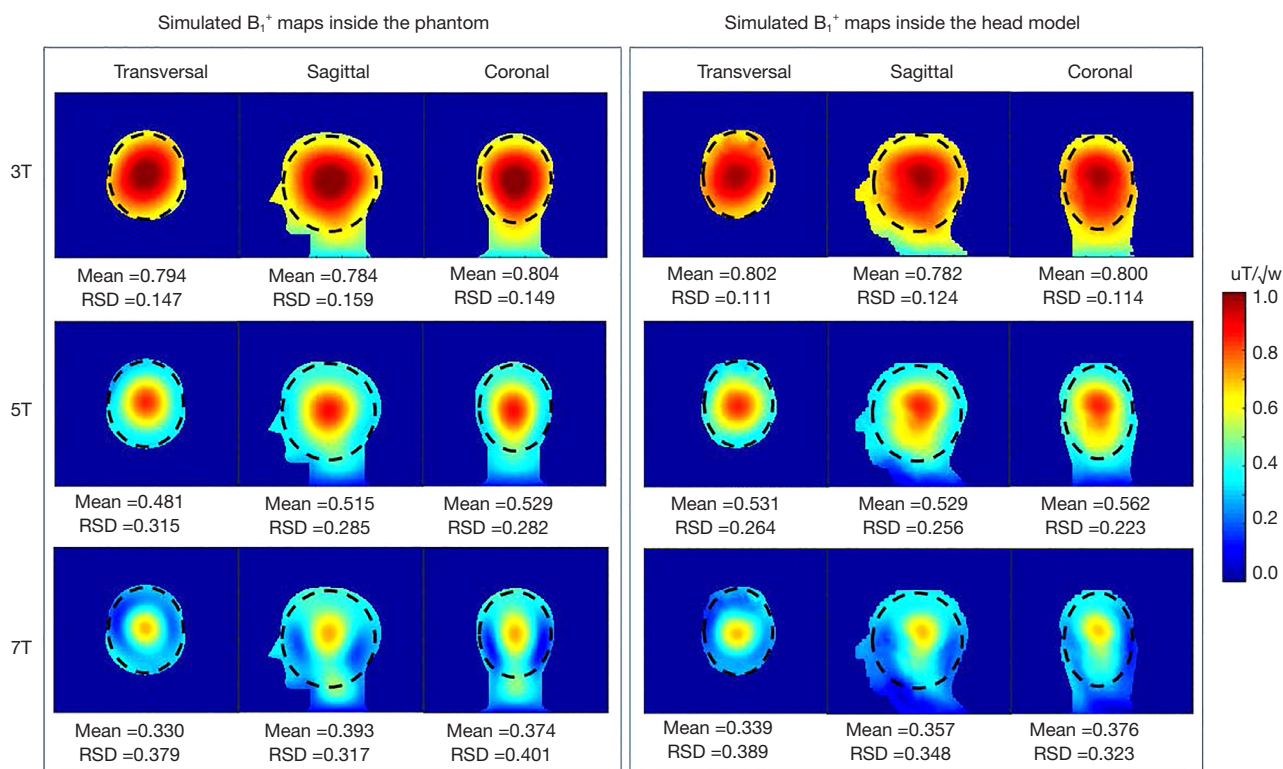 Simulated B₁⁺ maps inside the phantom
Simulated B₁⁺ maps inside the head model
Transversal Sagittal Coronal
Transversal Sagittal Coronal
3T
Mean =0.794 Mean =0.784 Mean =0.804
RSD =0.147 RSD =0.159 RSD =0.149
Mean =0.802 Mean =0.782 Mean =0.800
RSD =0.111 RSD =0.124 RSD =0.114
5T
Mean =0.481 Mean =0.515 Mean =0.529
RSD =0.315 RSD =0.285 RSD =0.282
Mean =0.531 Mean =0.529 Mean =0.562
RSD =0.264 RSD =0.256 RSD =0.223
7T
Mean =0.330 Mean =0.393 Mean =0.374
RSD =0.379 RSD =0.317 RSD =0.401
Mean =0.339 Mean =0.357 Mean =0.376
RSD =0.389 RSD =0.348 RSD =0.323
uT/√w
1.0
0.8
0.6
0.4
0.2
0.0